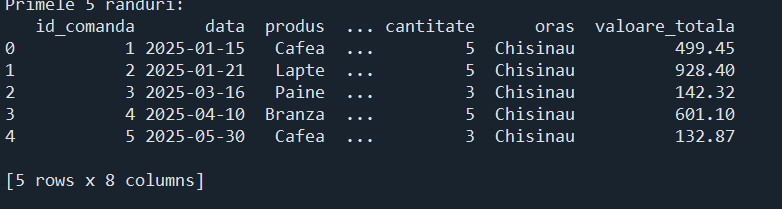 Primele 5 randuri:
   id_comanda       data  produs  ... cantitate      oras  valoare_totala
0           1 2025-01-15   Cafea  ...         5  Chisinau          499.45
1           2 2025-01-21   Lapte  ...         5  Chisinau          928.40
2           3 2025-03-16   Paine  ...         3  Chisinau          142.32
3           4 2025-04-10  Branza  ...         5  Chisinau          601.10
4           5 2025-05-30   Cafea  ...         3  Chisinau          132.87
[5 rows x 8 columns]